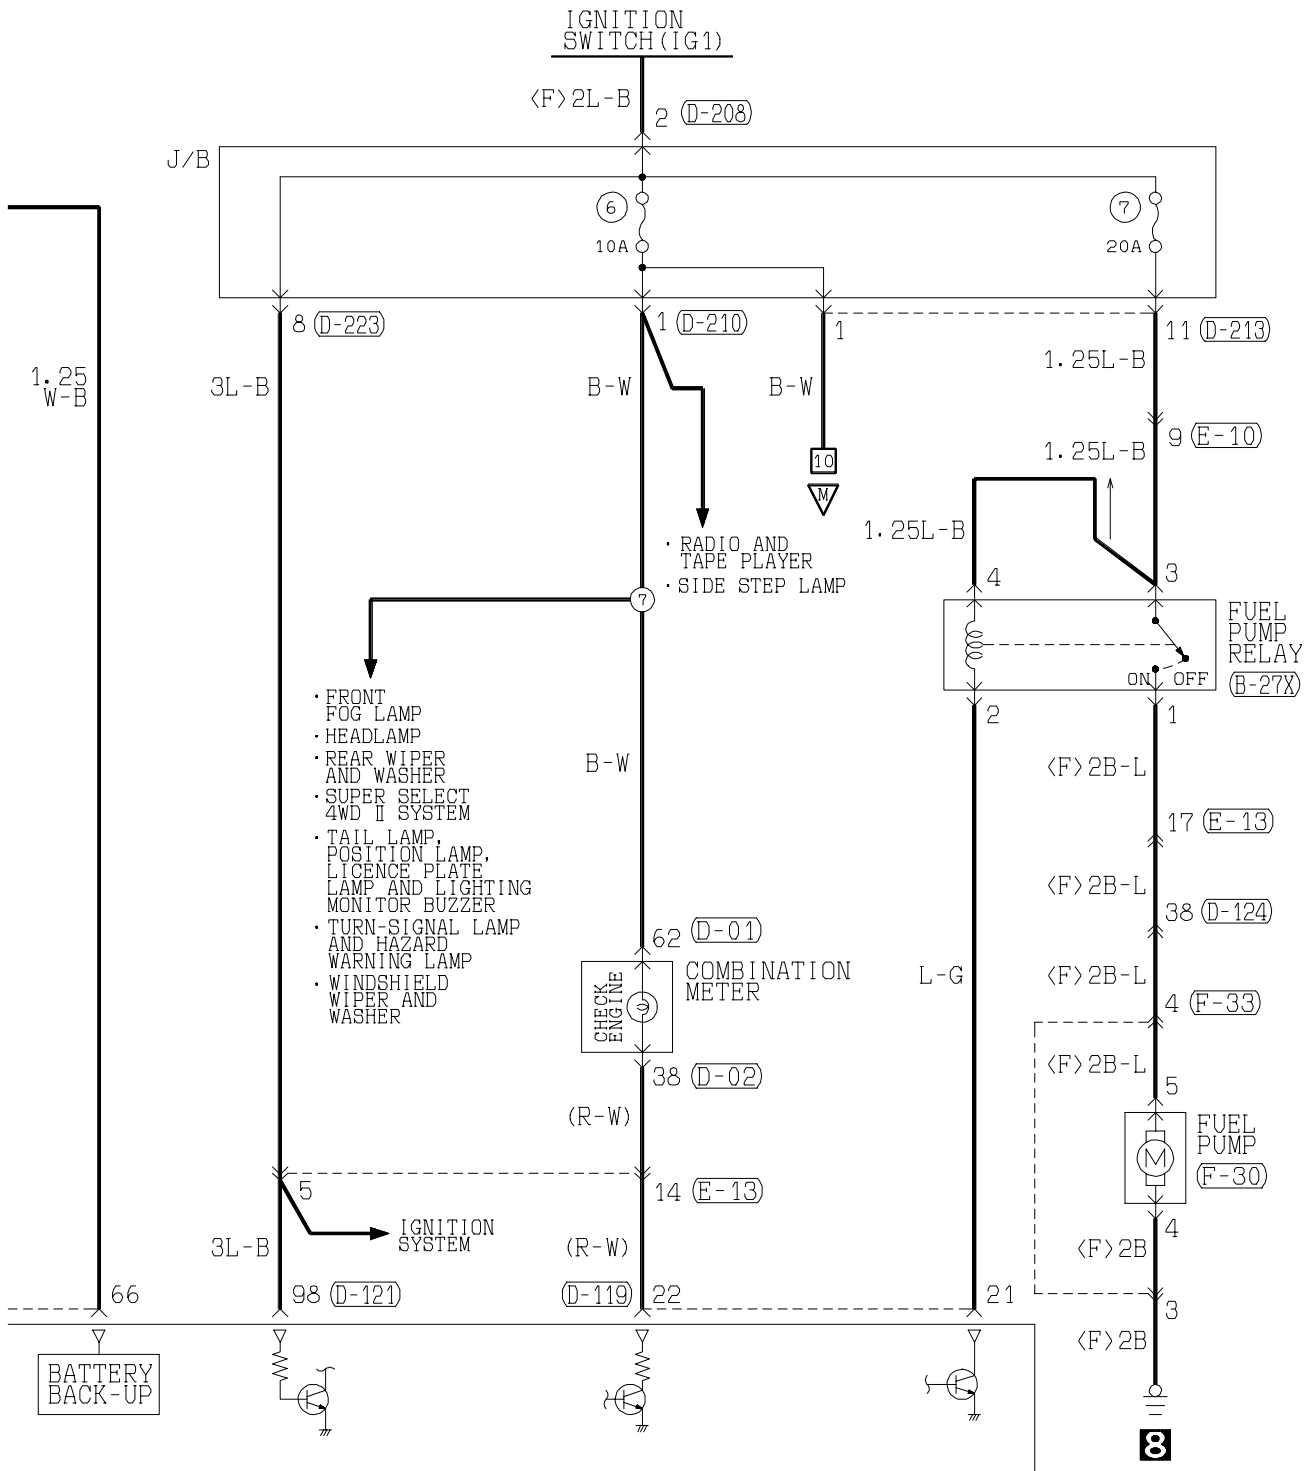 IGNITION
SWITCH(IG1)
<F>2L-B
2 D-208
J/B
6
10A
7
20A
8 D-223
1 D-210
1
11 D-213
1.25
W-B
3L-B
B-W
B-W
1.25L-B
9 E-10
1.25L-B
10
M
1.25L-B
· RADIO AND
TAPE PLAYER
· SIDE STEP LAMP
4
3
7
FUEL
PUMP
RELAY
B-27X
ON OFF
2
1
· FRONT
FOG LAMP
· HEADLAMP
· REAR WIPER
AND WASHER
· SUPER SELECT
4WD Ⅱ SYSTEM
· TAIL LAMP,
POSITION LAMP,
LICENCE PLATE
LAMP AND LIGHTING
MONITOR BUZZER
· TURN-SIGNAL LAMP
AND HAZARD
WARNING LAMP
· WINDSHIELD
WIPER AND
WASHER
B-W
<F>2B-L
17 E-13
<F>2B-L
38 D-124
62 D-01
COMBINATION
METER
CHECK
ENGINE
L-G
<F>2B-L
4 F-33
38 D-02
<F>2B-L
5
(R-W)
FUEL
PUMP
M
F-30
5
14 E-13
IGNITION
SYSTEM
4
3L-B
(R-W)
<F>2B
66
98 D-121
D-119 22
21
3
<F>2B
BATTERY
BACK-UP
8